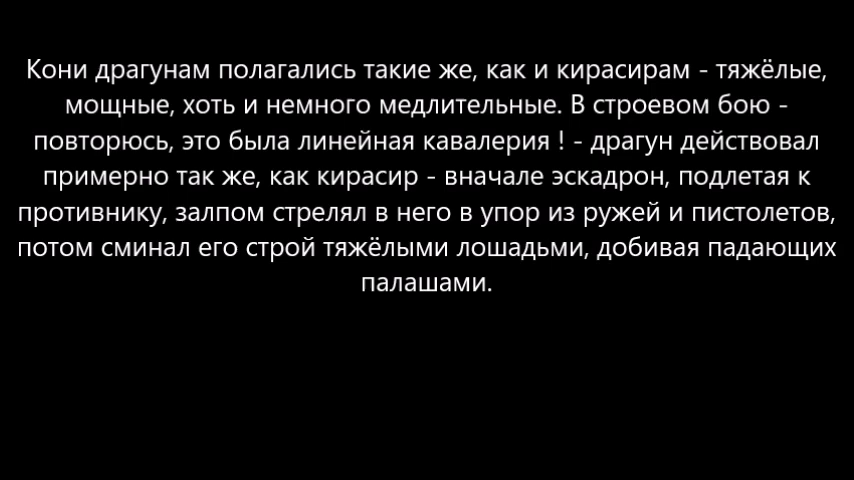 Кони драгунам полагались такие же, как и кирасирам - тяжёлые,
мощные, хоть и немного медлительные. В строевом бою -
повторюсь, это была линейная кавалерия ! - драгун действовал
примерно так же, как кирасир - вначале эскадрон, подлетая к
противнику, залпом стрелял в него в упор из ружей и пистолетов,
потом сминал его строй тяжёлыми лошадьми, добивая падающих
палашами.